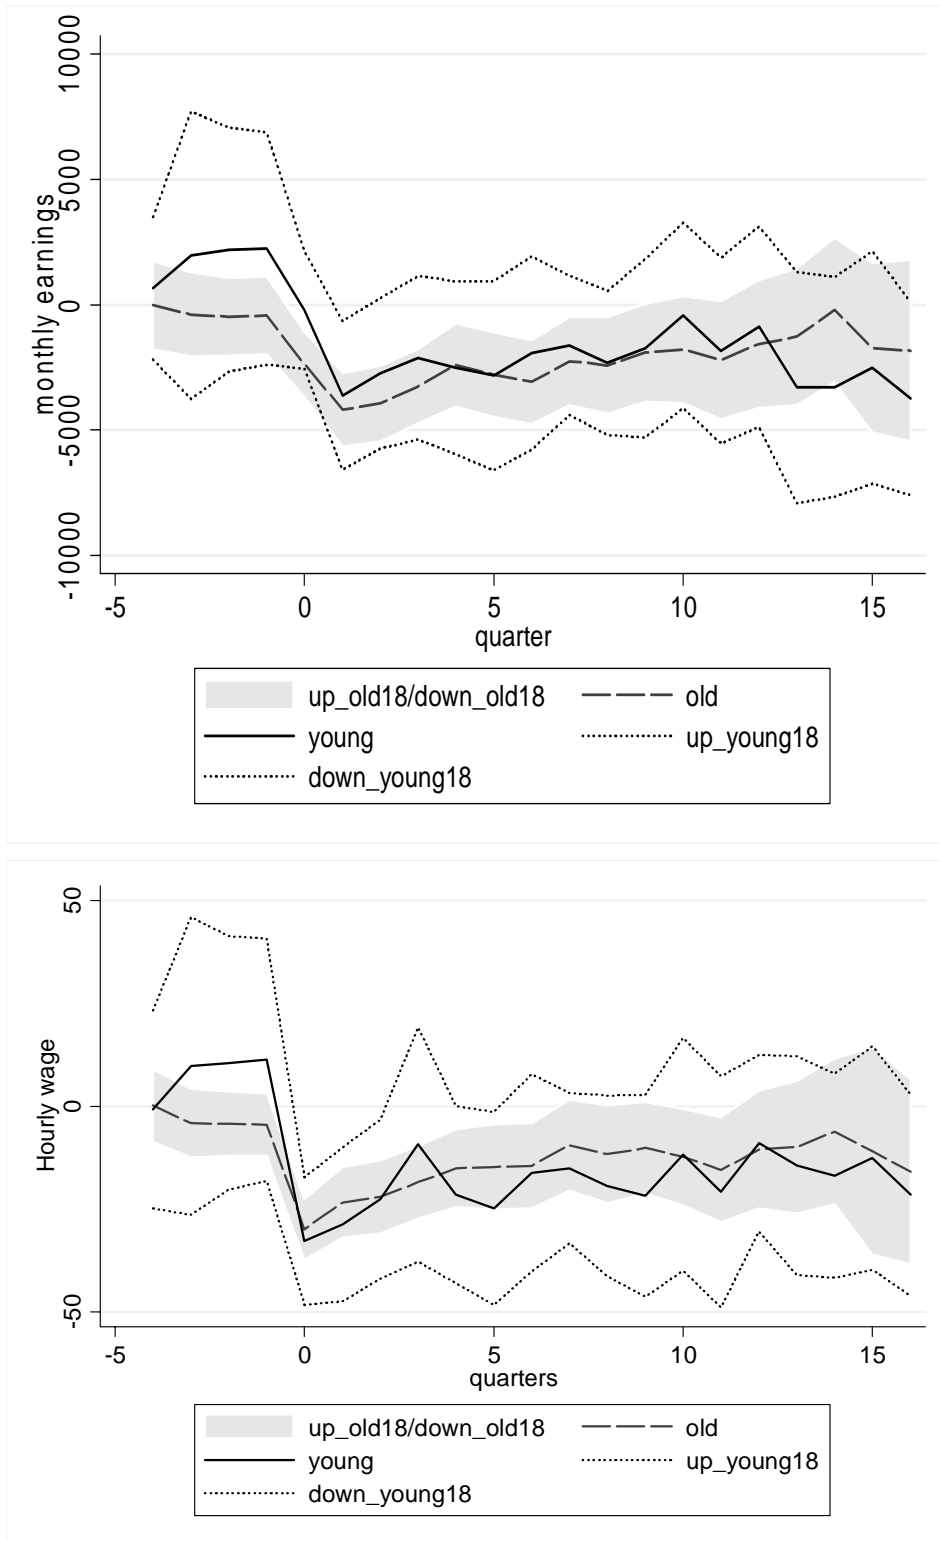 10000
5000
0
-5000
-10000
monthly earnings
-5 0 5 10 15
quarter
up_old18/down_old18 old
young up_young18
down_young18
50
0
-50
Hourly wage
-5 0 5 10 15
quarters
up_old18/down_old18 old
young up_young18
down_young18